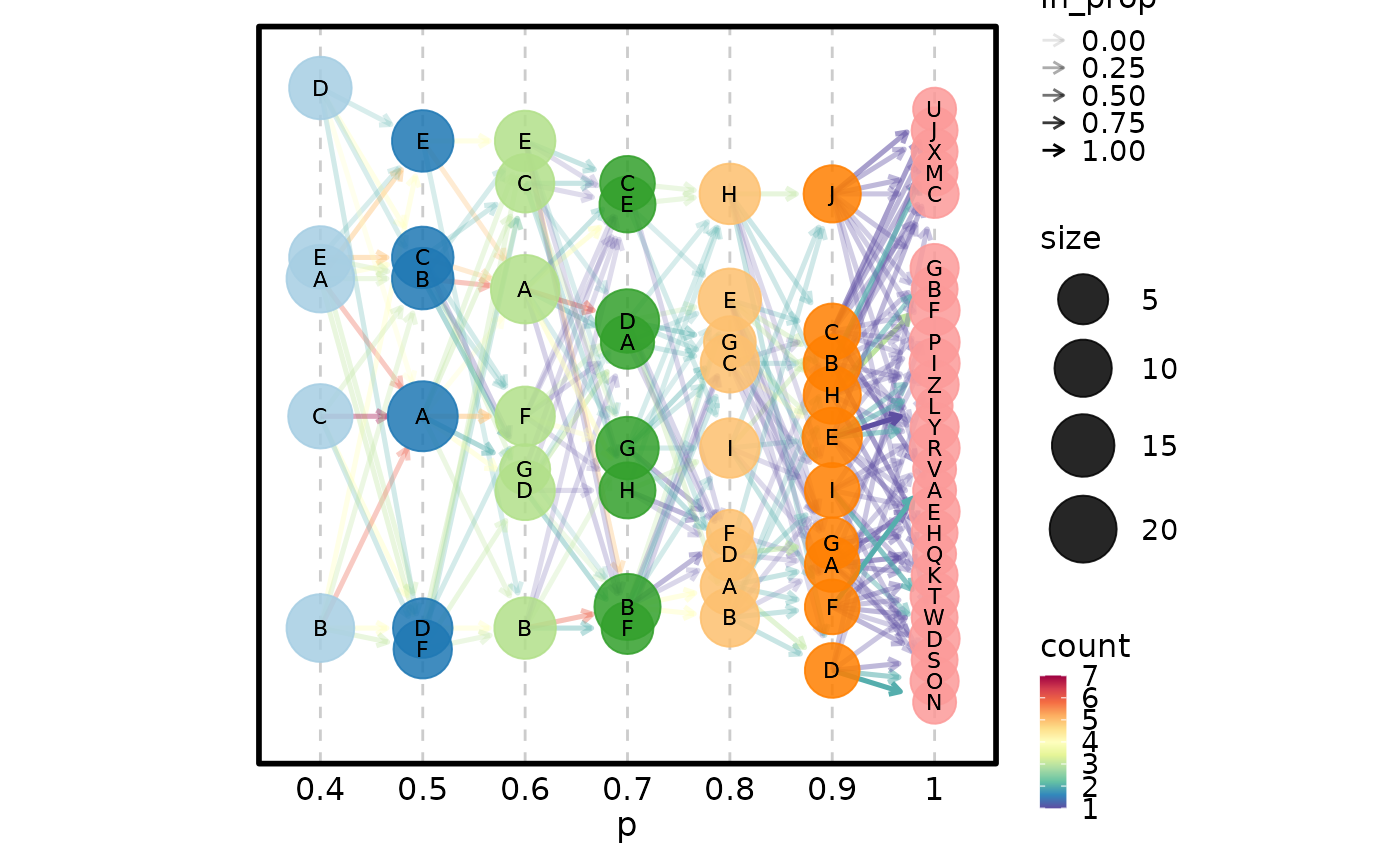 D
E
A
C
B
E
C
B
A
D
F
E
C
A
F
G
D
B
C
E
D
A
G
H
B
F
H
E
G
C
I
F
D
A
B
J
C
B
H
E
I
G
A
F
D
U
J
X
M
C
G
B
F
P
I
Z
L
Y
R
V
A
E
H
Q
K
T
W
D
S
O
N
0.4 0.5 0.6 0.7 0.8 0.9 1
p
in_prop
0.00
0.25
0.50
0.75
1.00
size
5
10
15
20
count
7
6
5
4
3
2
1